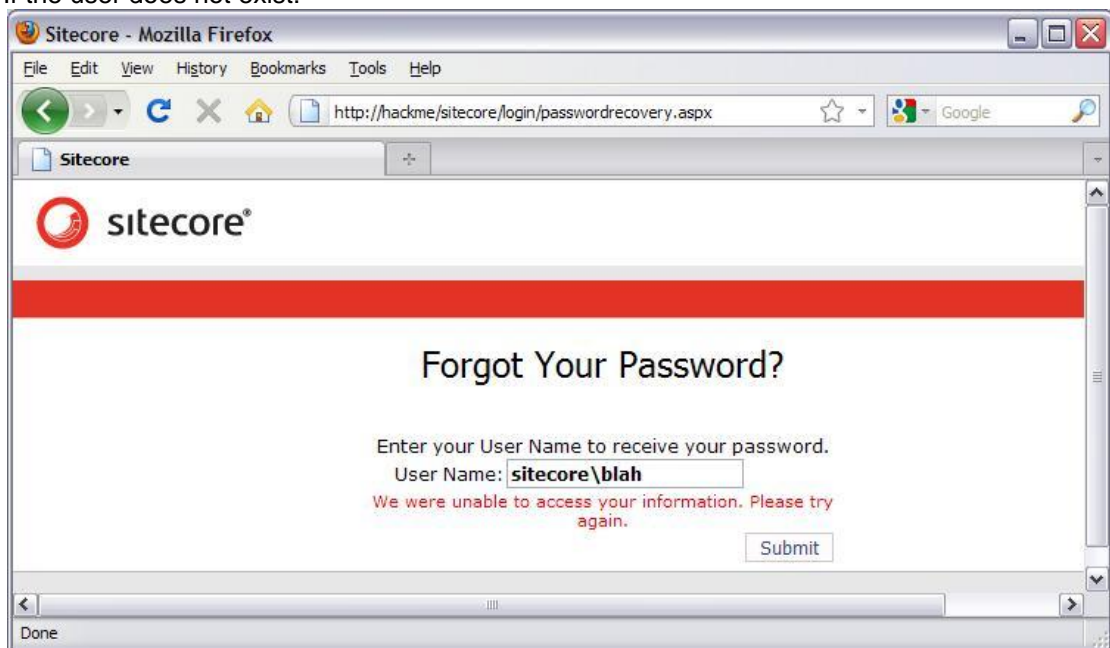 If the user does not exist:
Sitecore - Mozilla Firefox
File Edit View History Bookmarks Tools Help
http://hackme/sitecore/login/passwordrecovery.aspx
Google
Sitecore
sitecore®
Forgot Your Password?
Enter your User Name to receive your password.
User Name: sitecore\blah
We were unable to access your information. Please try
again.
Submit
Done